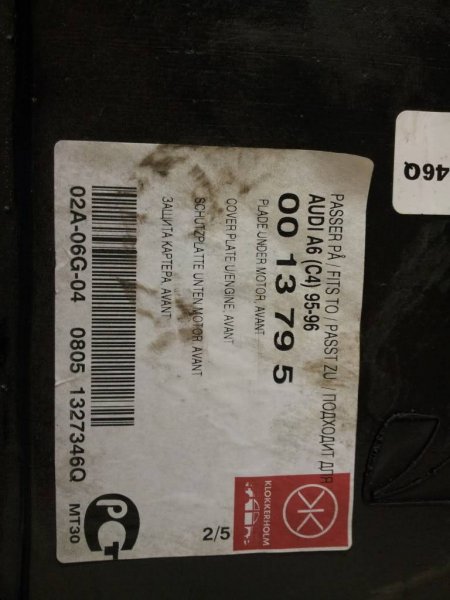 PASSER PÅ / FITS TO / PASST ZU / ПОДХОДИТ ДЛЯ
AUDI A6 (C4) 95-96
00 13 79 5
PLADE UNDER MOTOR, AVANT
COVER PLATE U/ENGINE, AVANT
SCHUTZPLATTE UNTEN MOTOR, AVANT
ЗАЩИТА КАРТЕРА, AVANT
02A-06G-04 0805 1327346Q
KLOKKERHOLM
2/5
РСТ
MT30
46Q